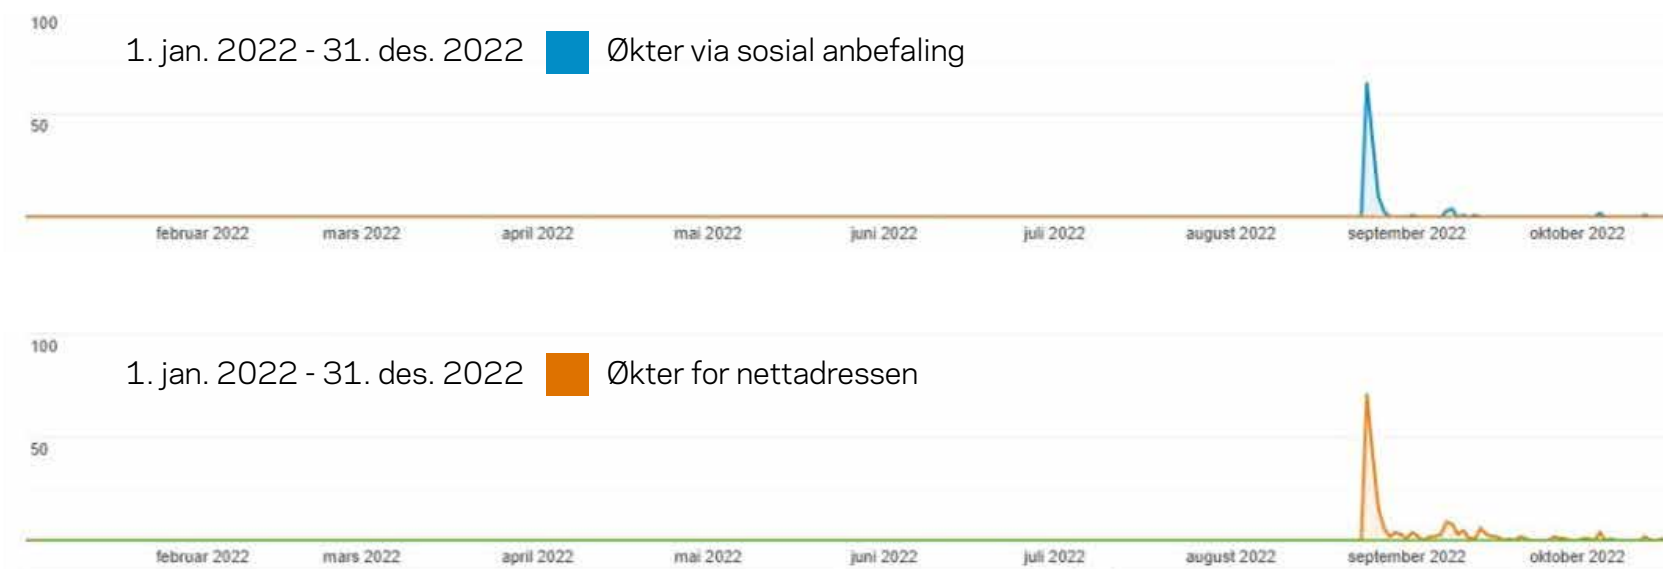 100
1. jan. 2022 - 31. des. 2022 Økter via sosial anbefaling
50
februar 2022 mars 2022 april 2022 mai 2022 juni 2022 juli 2022 august 2022 september 2022 oktober 2022
100
1. jan. 2022 - 31. des. 2022 Økter for nettadressen
50
februar 2022 mars 2022 april 2022 mai 2022 juni 2022 juli 2022 august 2022 september 2022 oktober 2022